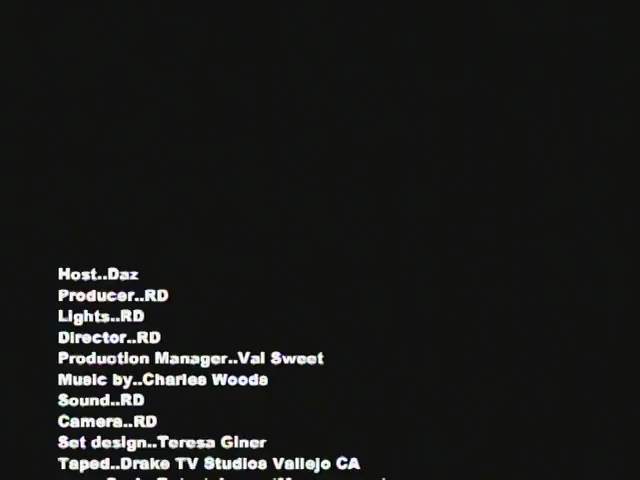 Host..Daz
Producer..RD
Lights..RD
Director..RD
Production Manager..Val Sweet
Music by..Charles Woods
Sound..RD
Camera..RD
Set design..Teresa Giner
Taped..Drake TV Studios Vallejo CA